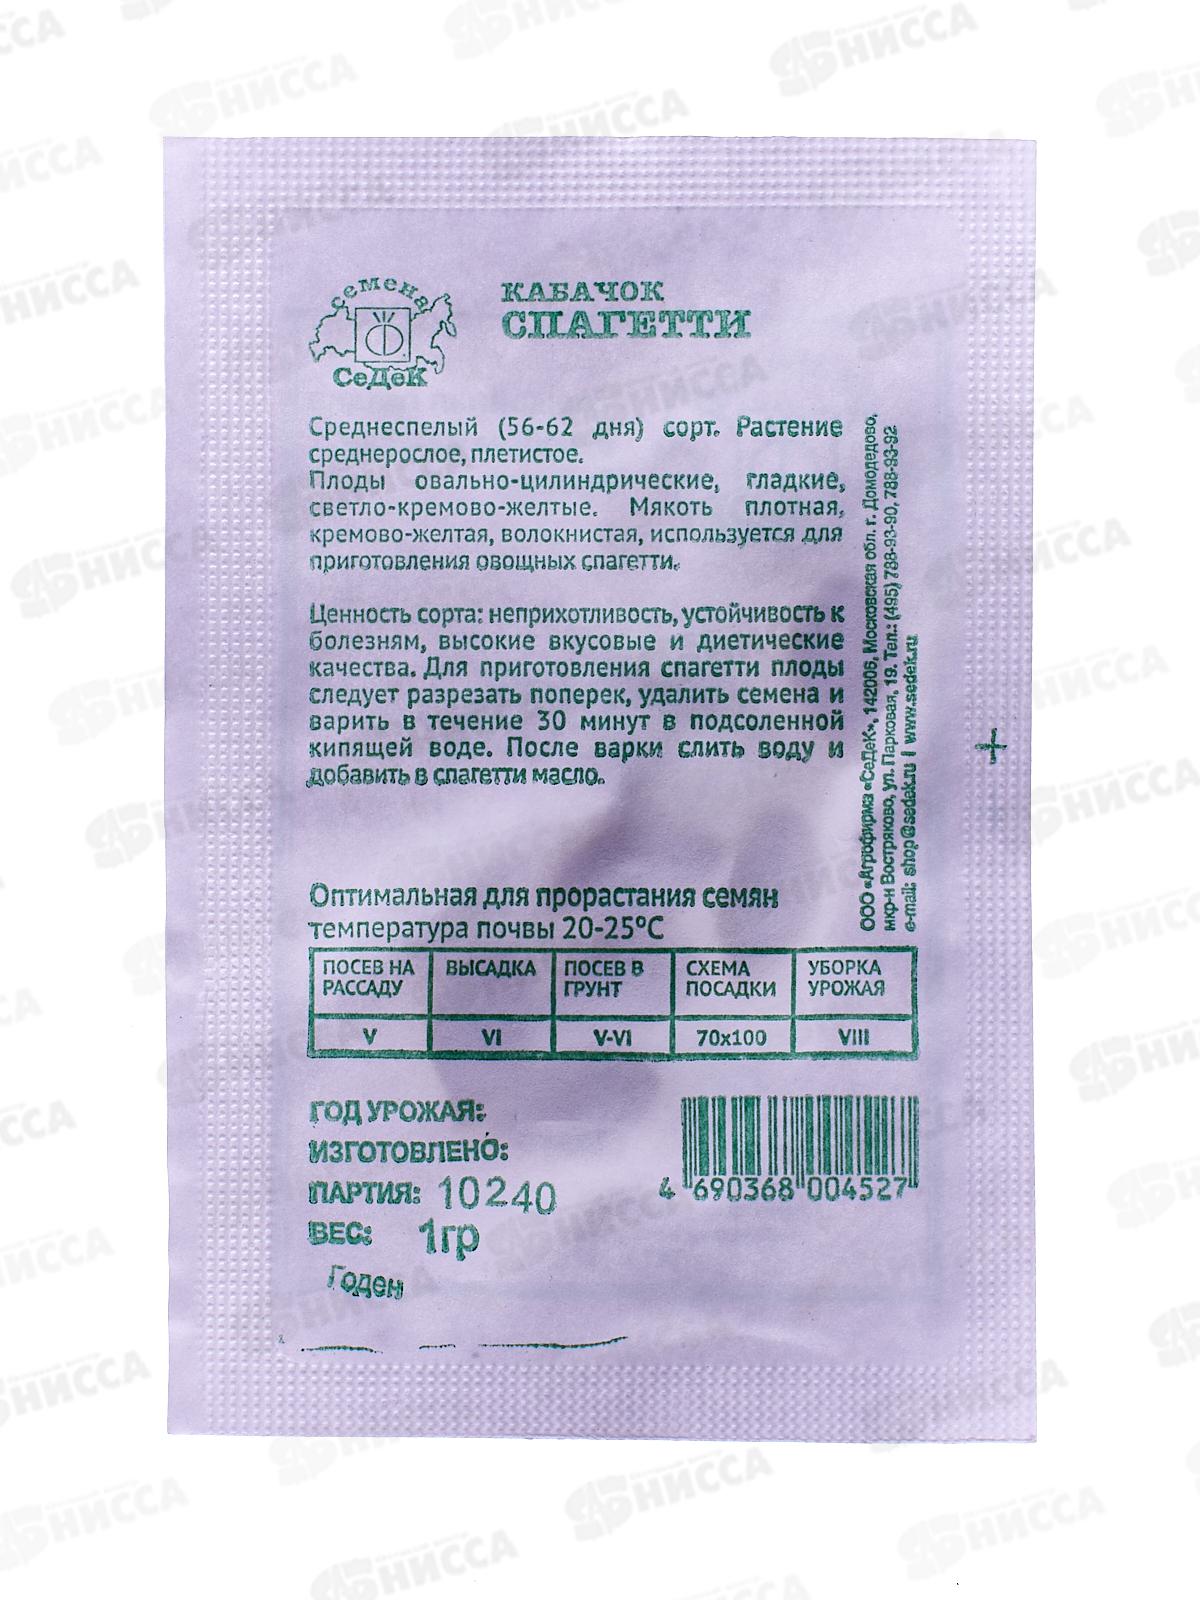 семена
СеДеК
КАБАЧОК
СПАГЕТТИ
Среднеспелый (56-62 дня) сорт. Растение
среднерослое, плетистое.
Плоды овально-цилиндрические, гладкие,
светло-кремово-желтые. Мякоть плотная,
кремово-желтая, волокнистая, используется для
приготовления овощных спагетти.
Ценность сорта: неприхотливость, устойчивость к
болезням, высокие вкусовые и диетические
качества. Для приготовления спагетти плоды
следует разрезать поперек, удалить семена и
варить в течение 30 минут в подсоленной
кипящей воде. После варки слить воду и
добавить в спагетти масло.
ООО «Агрофирма «СеДеК», 142006, Московская обл. г. Домодедово,
мкр-н Востряково, ул. Парковая, 19. Тел.: (495) 788-93-90, 788-93-92
e-mail: shop@sedek.ru | www.sedek.ru
Оптимальная для прорастания семян
температура почвы 20-25°С
ПОСЕВ НА РАССАДУ ВЫСАДКА ПОСЕВ В ГРУНТ СХЕМА ПОСАДКИ УБОРКА УРОЖАЯ
V VI V-VI 70х100 VIII
ГОД УРОЖАЯ:
ИЗГОТОВЛЕНО:
ПАРТИЯ: 10240
ВЕС: 1гр
Годен
4 690368 004527
НИССА